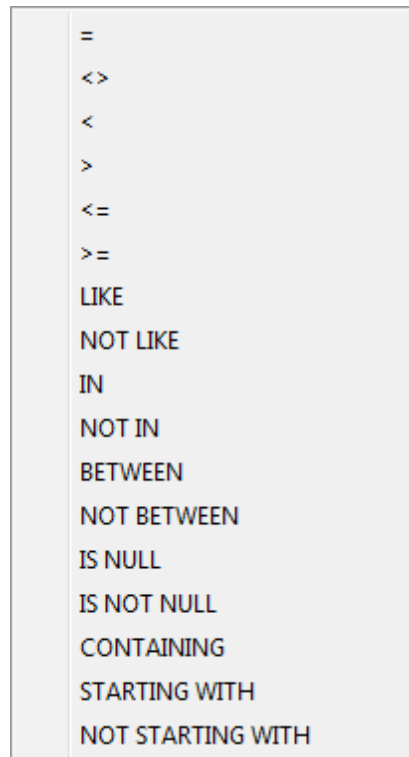 =
<>
<
>
<=
>=
LIKE
NOT LIKE
IN
NOT IN
BETWEEN
NOT BETWEEN
IS NULL
IS NOT NULL
CONTAINING
STARTING WITH
NOT STARTING WITH